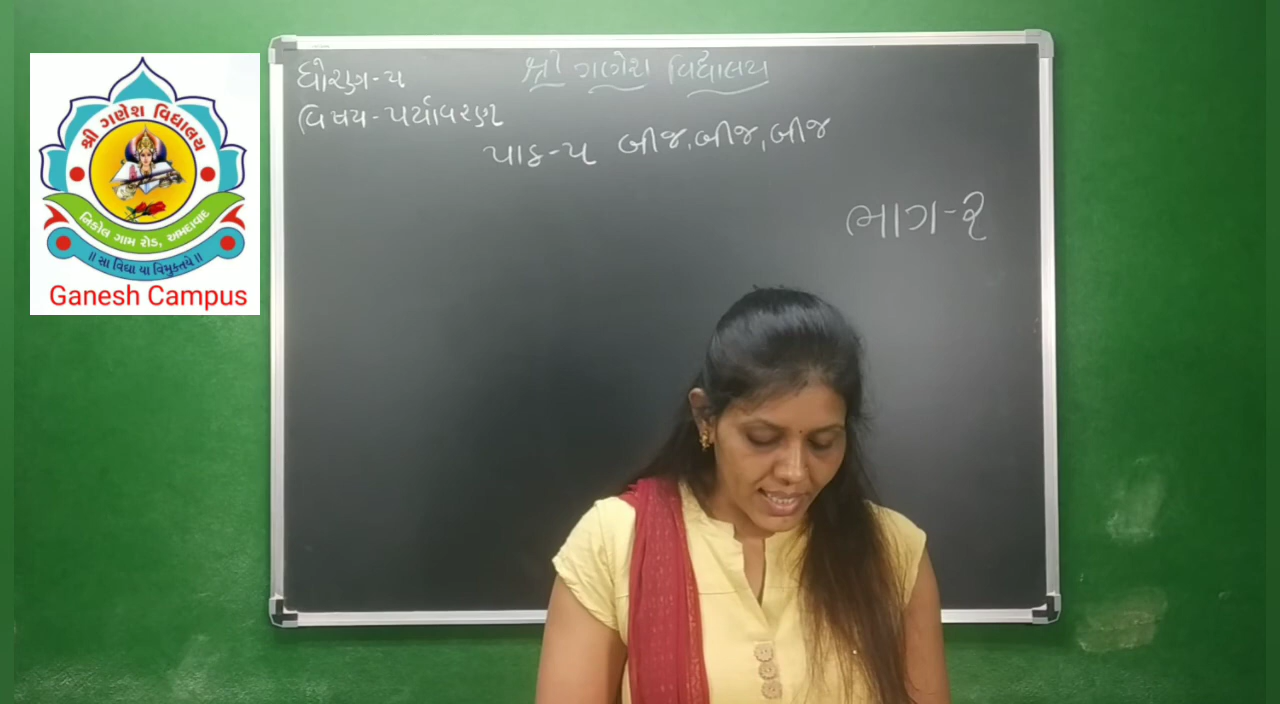 શ્રી ગણેશ વિદ્યાલય
નિકોલ ગામ રોડ, અમદાવાદ
॥ સા વિદ્યા યા વિમુક્તયે ॥
Ganesh Campus
શ્રી ગણેશ વિદ્યાલય
ધોરણ-૫
વિષય-પર્યાવરણ
પાઠ-૫ બીજ,બીજ,બીજ
ભાગ-૨